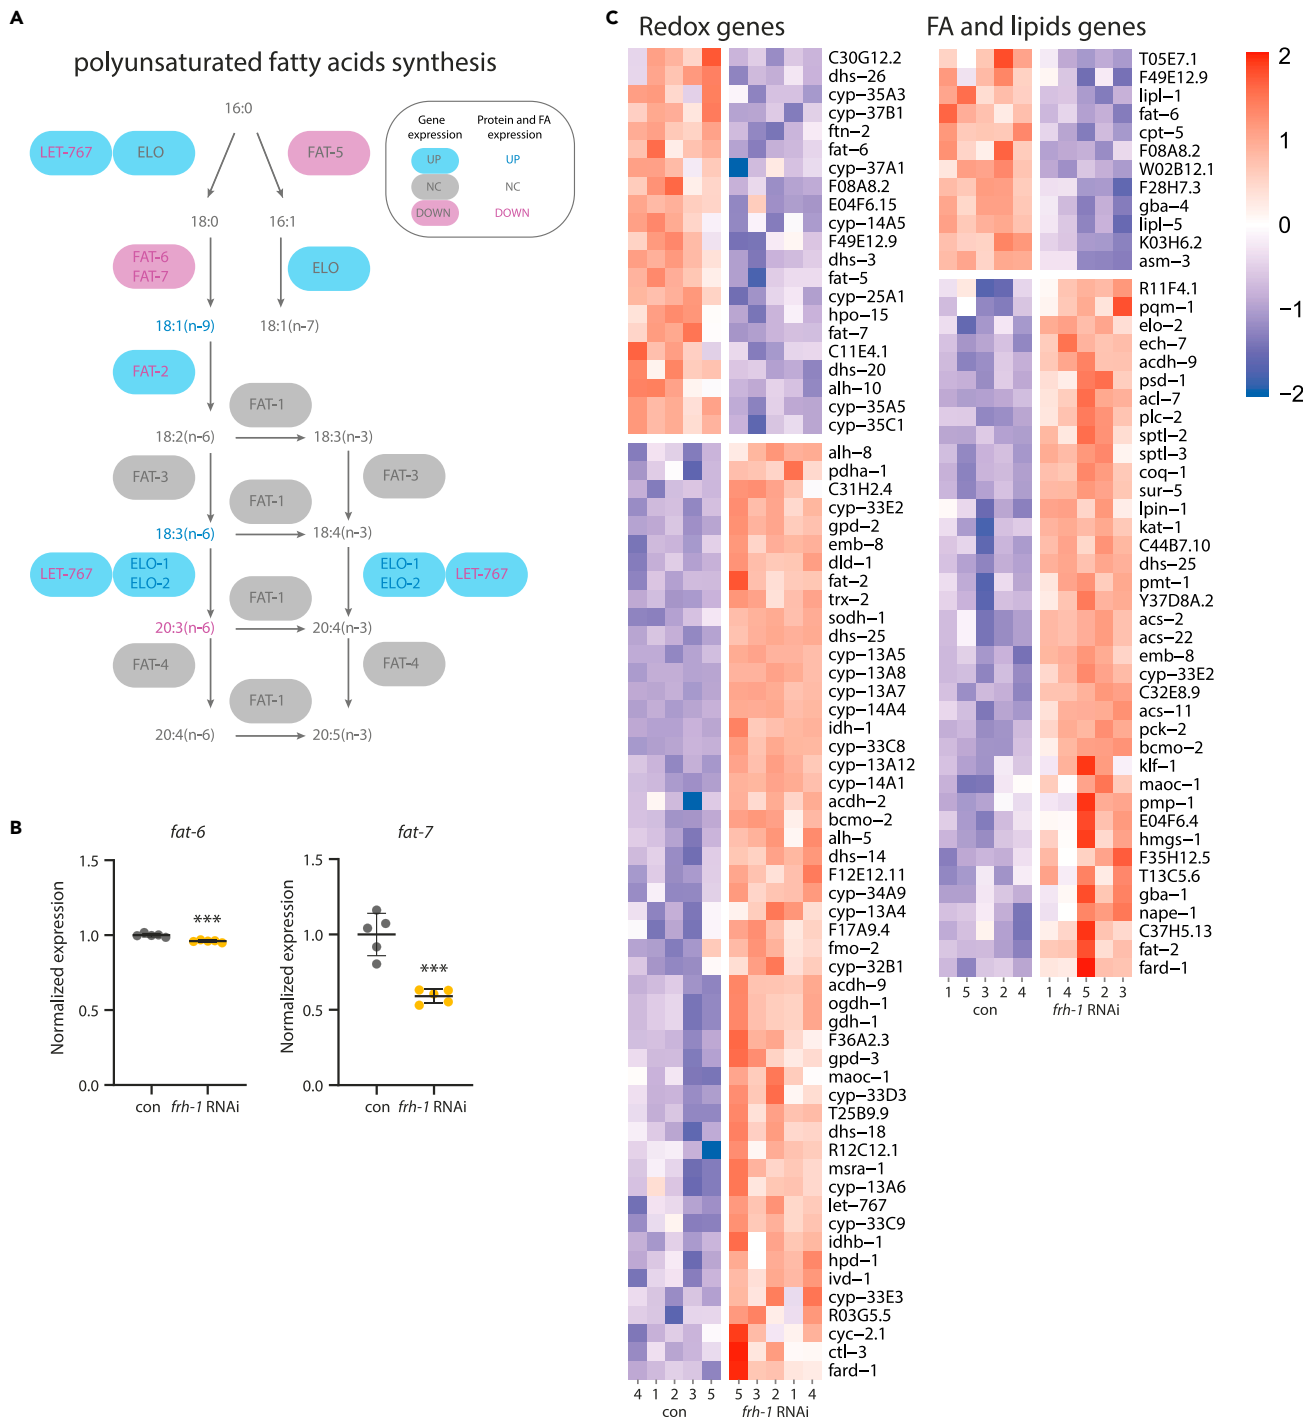 A
polyunsaturated fatty acids synthesis
16:0
LET-767
ELO
FAT-5
Gene expression
Protein and FA expression
UP
UP
NC
NC
DOWN
DOWN
18:0
16:1
FAT-6
FAT-7
ELO
18:1(n-9)
18:1(n-7)
FAT-2
FAT-1
18:2(n-6)
18:3(n-3)
FAT-3
FAT-3
FAT-1
18:3(n-6)
18:4(n-3)
LET-767
ELO-1
ELO-2
ELO-1
ELO-2
LET-767
FAT-1
20:3(n-6)
20:4(n-3)
FAT-4
FAT-4
FAT-1
20:4(n-6)
20:5(n-3)
B
fat-6
Normalized expression
1.5
1.0
0.5
0.0
***
con
frh-1 RNAi
fat-7
Normalized expression
1.5
1.0
0.5
0.0
***
con
frh-1 RNAi
C
Redox genes
C30G12.2
dhs−26
cyp−35A3
cyp−37B1
ftn−2
fat−6
cyp−37A1
F08A8.2
E04F6.15
cyp−14A5
F49E12.9
dhs−3
fat−5
cyp−25A1
hpo−15
fat−7
C11E4.1
dhs−20
alh−10
cyp−35A5
cyp−35C1
alh−8
pdha−1
C31H2.4
cyp−33E2
gpd−2
emb−8
dld−1
fat−2
trx−2
sodh−1
dhs−25
cyp−13A5
cyp−13A8
cyp−13A7
cyp−14A4
idh−1
cyp−33C8
cyp−13A12
cyp−14A1
acdh−2
bcmo−2
alh−5
dhs−14
F12E12.11
cyp−34A9
cyp−13A4
F17A9.4
fmo−2
cyp−32B1
acdh−9
ogdh−1
gdh−1
F36A2.3
gpd−3
maoc−1
cyp−33D3
T25B9.9
dhs−18
R12C12.1
msra−1
cyp−13A6
let−767
cyp−33C9
idhb−1
hpd−1
ivd−1
cyp−33E3
R03G5.5
cyc−2.1
ctl−3
fard−1
4 1 2 3 5
5 3 2 1 4
con
frh-1 RNAi
FA and lipids genes
T05E7.1
F49E12.9
lipl−1
fat−6
cpt−5
F08A8.2
W02B12.1
F28H7.3
gba−4
lipl−5
K03H6.2
asm−3
R11F4.1
pqm−1
elo−2
ech−7
acdh−9
psd−1
acl−7
plc−2
sptl−2
sptl−3
coq−1
sur−5
lpin−1
kat−1
C44B7.10
dhs−25
pmt−1
Y37D8A.2
acs−2
acs−22
emb−8
cyp−33E2
C32E8.9
acs−11
pck−2
bcmo−2
klf−1
maoc−1
pmp−1
E04F6.4
hmgs−1
F35H12.5
T13C5.6
gba−1
nape−1
C37H5.13
fat−2
fard−1
1 5 3 2 4
1 4 5 2 3
con
frh-1 RNAi
2
1
0
−1
−2